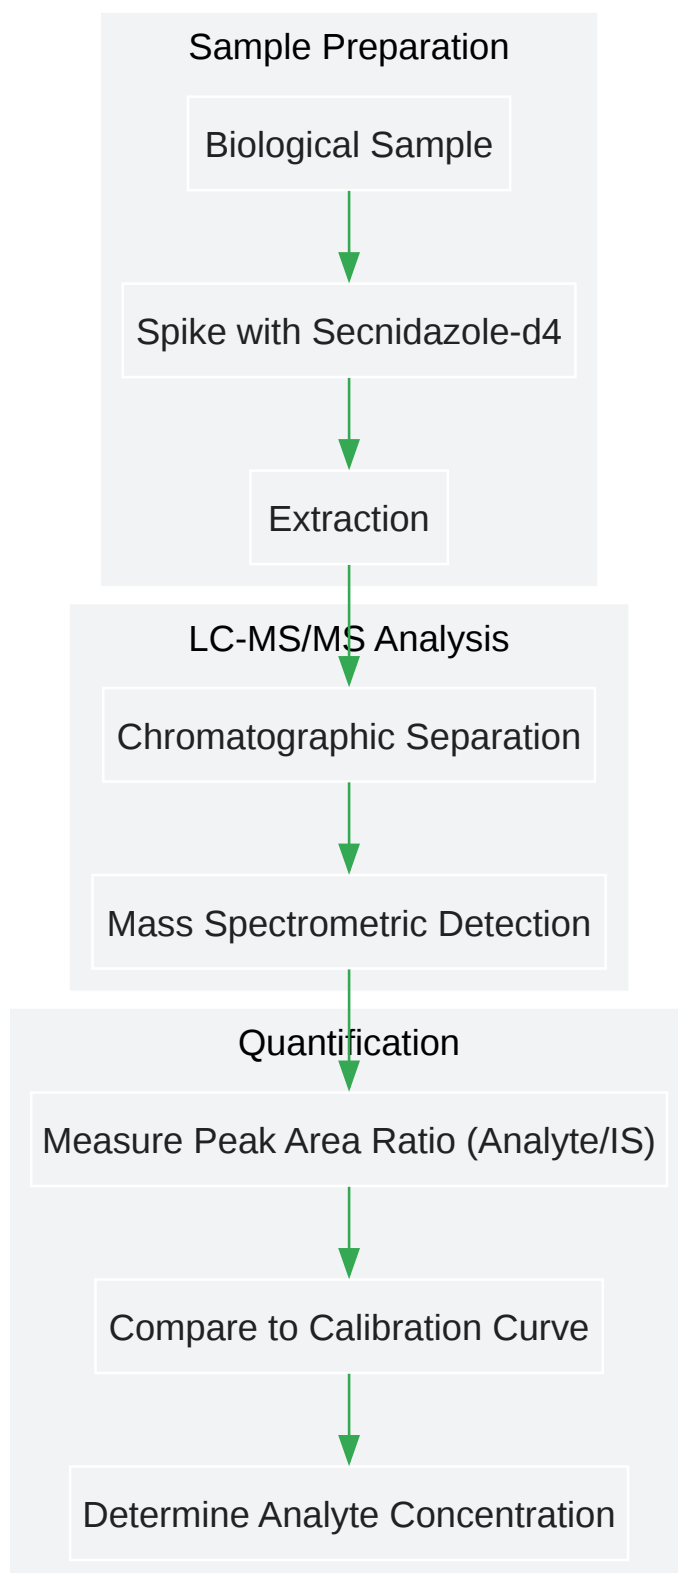 Sample Preparation
Biological Sample
Spike with Secnidazole-d4
Extraction
LC-MS/MS Analysis
Chromatographic Separation
Mass Spectrometric Detection
Quantification
Measure Peak Area Ratio (Analyte/IS)
Compare to Calibration Curve
Determine Analyte Concentration